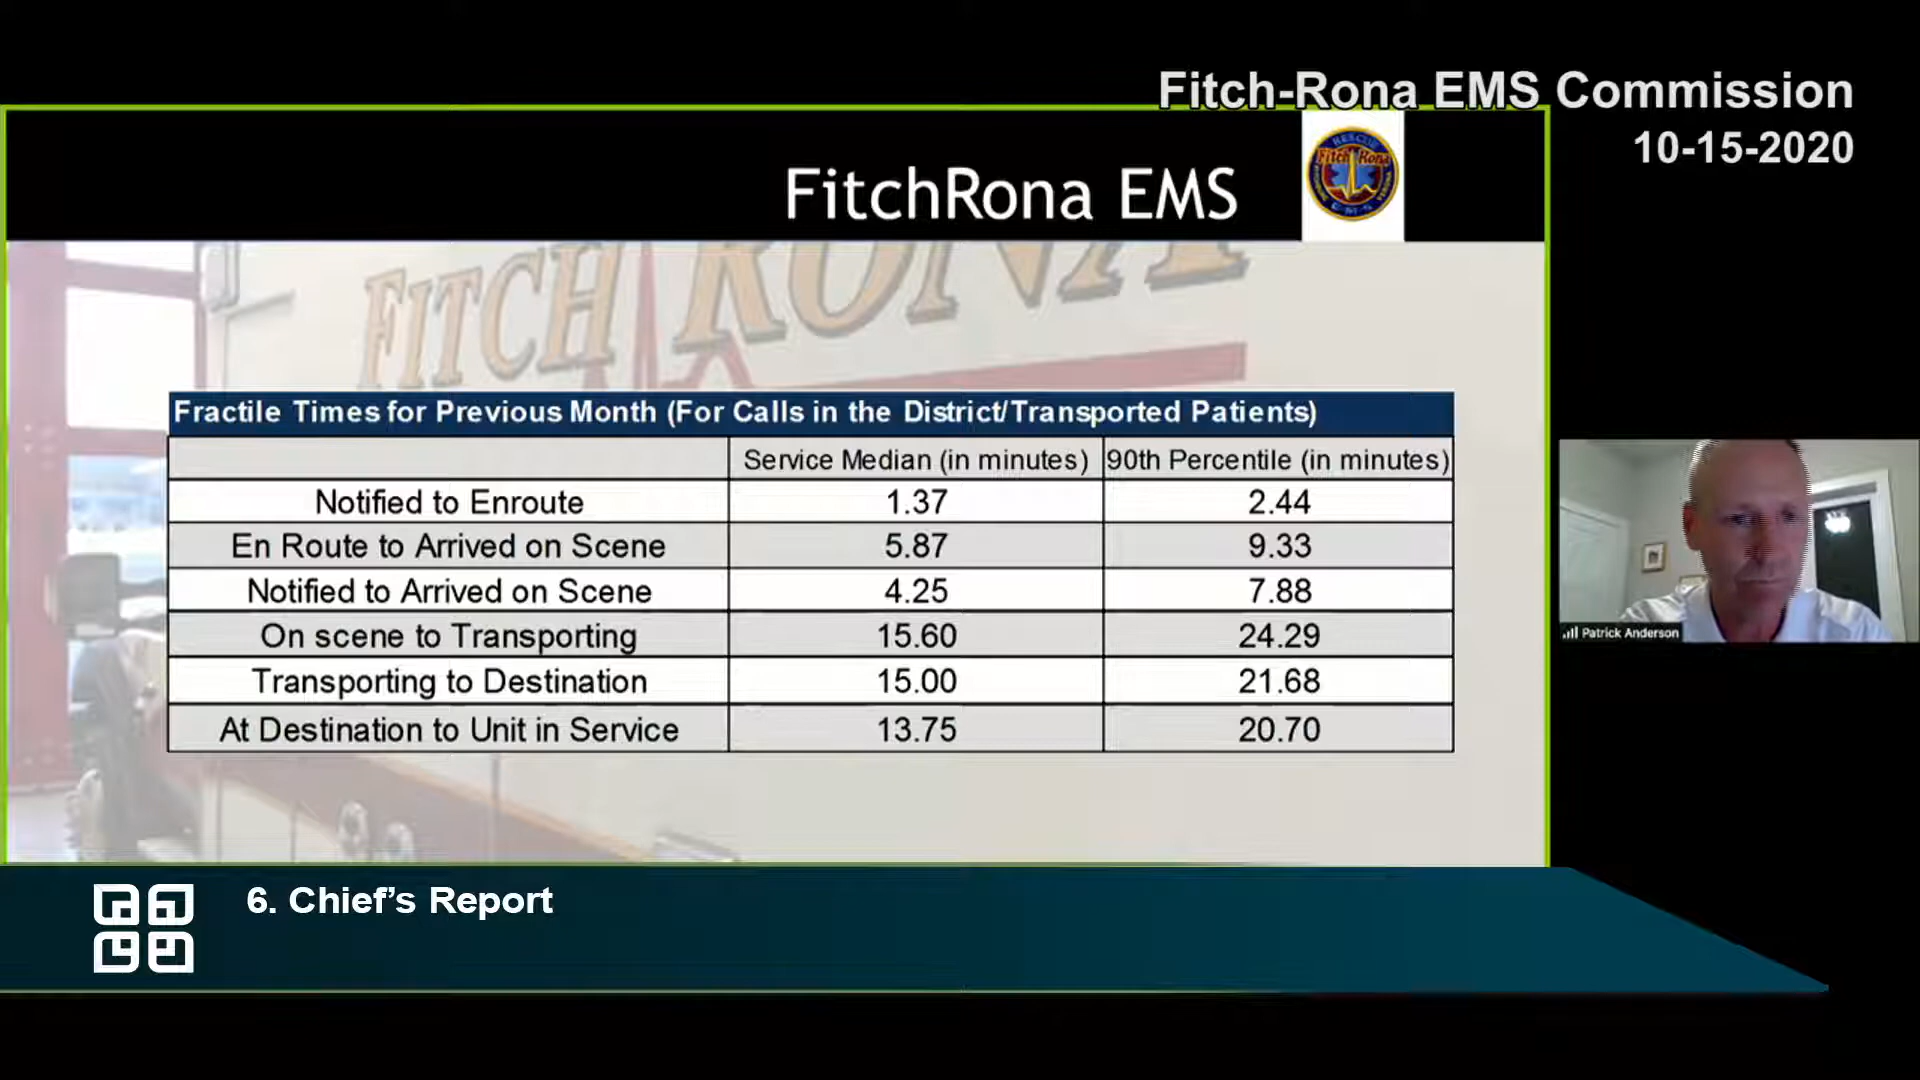 Fitch-Rona EMS Commission
10-15-2020
FitchRona EMS
RESCUE
Fitch Rona
FITCH RONA
Fractile Times for Previous Month (For Calls in the District/Transported Patients)
Service Median (in minutes) 90th Percentile (in minutes)
Notified to Enroute 1.37 2.44
En Route to Arrived on Scene 5.87 9.33
Notified to Arrived on Scene 4.25 7.88
On scene to Transporting 15.60 24.29
Transporting to Destination 15.00 21.68
At Destination to Unit in Service 13.75 20.70
Patrick Anderson
6. Chief’s Report